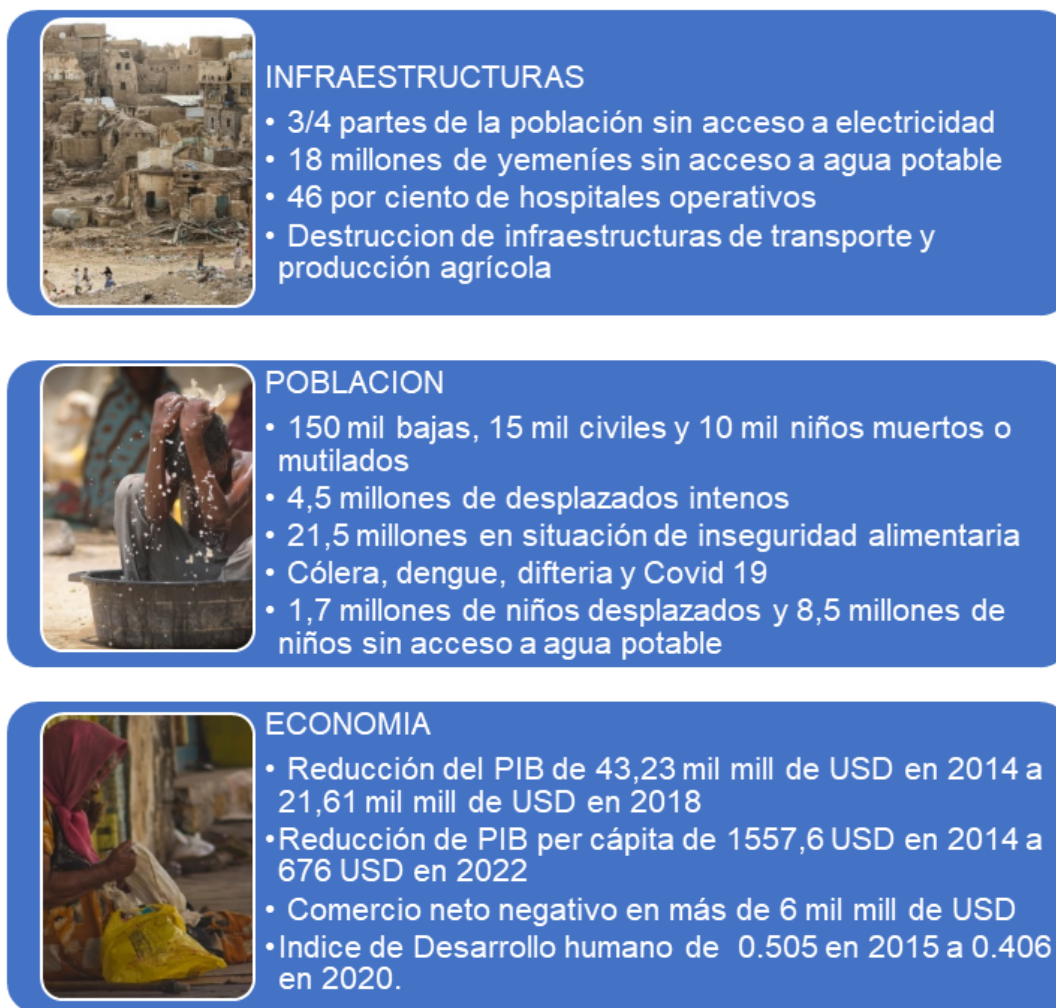 INFRAESTRUCTURAS
• 3/4 partes de la población sin acceso a electricidad
• 18 millones de yemeníes sin acceso a agua potable
• 46 por ciento de hospitales operativos
• Destruccion de infraestructuras de transporte y
producción agrícola
POBLACION
• 150 mil bajas, 15 mil civiles y 10 mil niños muertos o
mutilados
• 4,5 millones de desplazados intenos
• 21,5 millones en situación de inseguridad alimentaria
• Cólera, dengue, difteria y Covid 19
• 1,7 millones de niños desplazados y 8,5 millones de
niños sin acceso a agua potable
ECONOMIA
• Reducción del PIB de 43,23 mil mill de USD en 2014 a
21,61 mil mill de USD en 2018
•Reducción de PIB per cápita de 1557,6 USD en 2014 a
676 USD en 2022
• Comercio neto negativo en más de 6 mil mill de USD
•Indice de Desarrollo humano de 0.505 en 2015 a 0.406
en 2020.